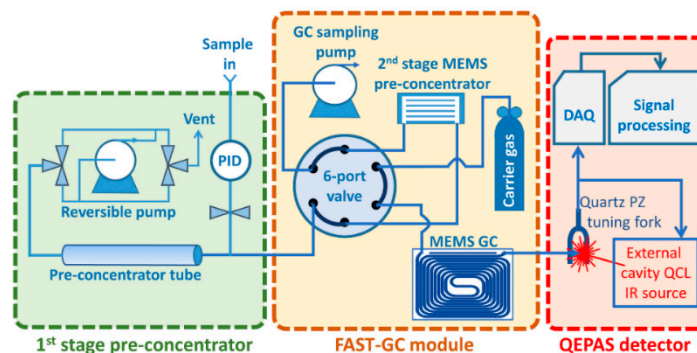 Sample
in
Vent
PID
Reversible pump
Pre-concentrator tube
1st stage pre-concentrator
GC sampling
pump
2nd stage MEMS
pre-concentrator
6-port
valve
Carrier gas
MEMS GC
FAST-GC module
DAQ
Signal
processing
Quartz PZ
tuning fork
External
cavity QCL
IR source
QEPAS detector